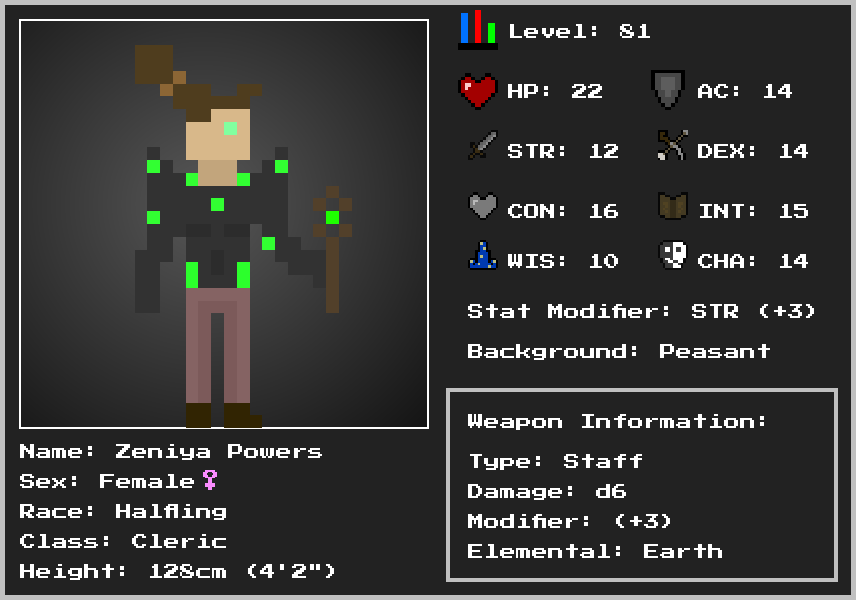 Level: 81
HP: 22 AC: 14
STR: 12 DEX: 14
CON: 16 INT: 15
WIS: 10 CHA: 14
Stat Modifier: STR (+3)
Background: Peasant
Weapon Information:
Type: Staff
Damage: d6
Modifier: (+3)
Elemental: Earth
Name: Zeniya Powers
Sex: Female♀
Race: Halfling
Class: Cleric
Height: 128cm (4'2")